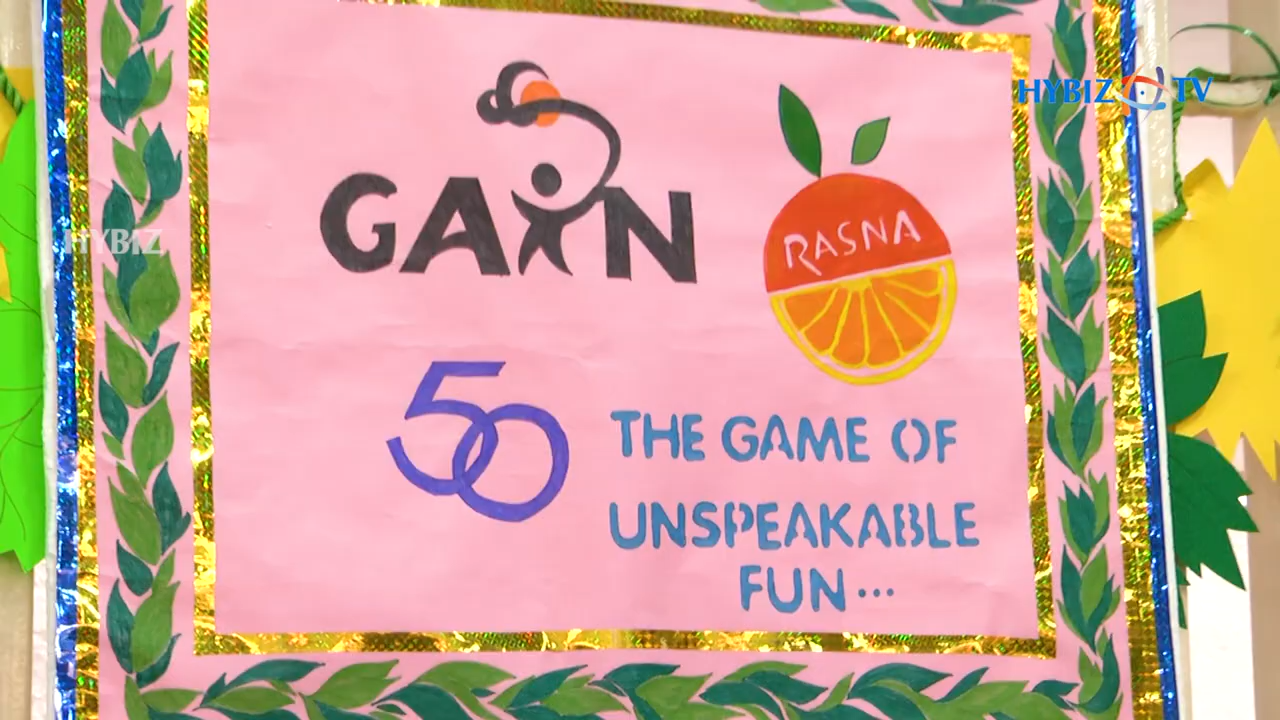 HYBIZ TV
GAIN
RASNA
HYBIZ
50
THE GAME OF
UNSPEAKABLE
FUN...